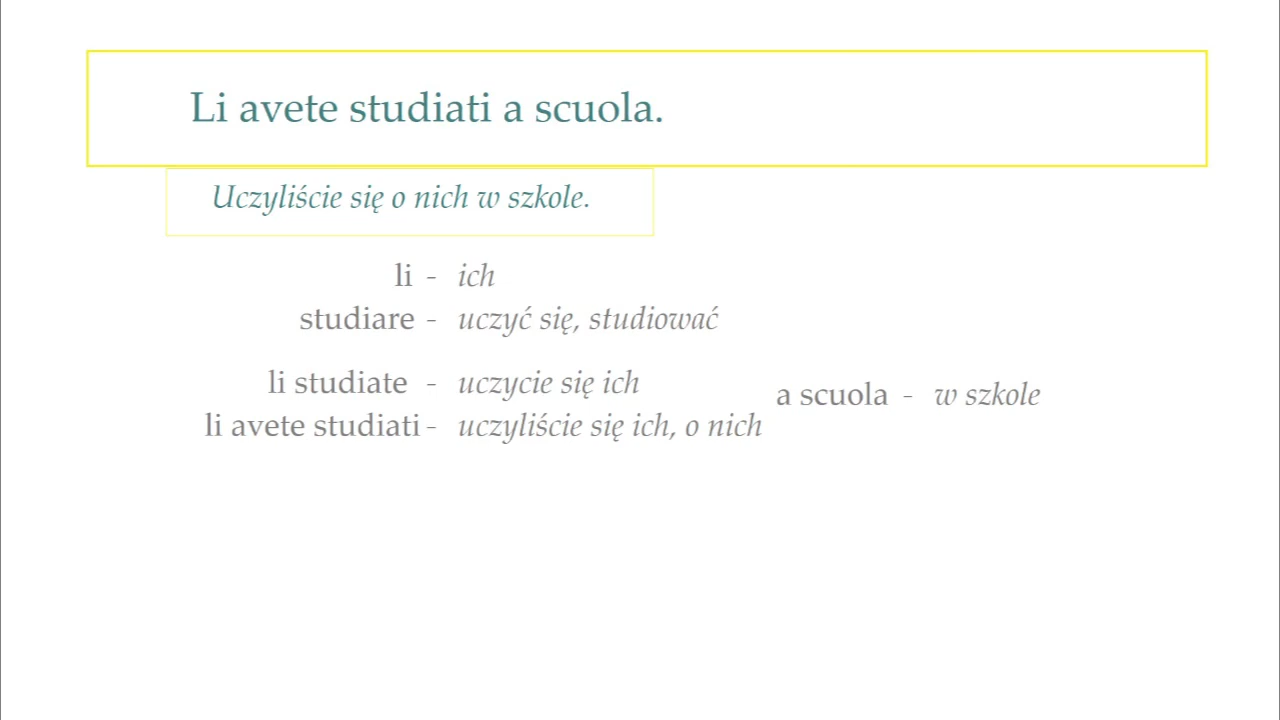 Li avete studiati a scuola.
Uczyliście się o nich w szkole.
li - ich
studiare - uczyć się, studiować
li studiate - uczycie się ich
a scuola - w szkole
li avete studiati - uczyliście się ich, o nich